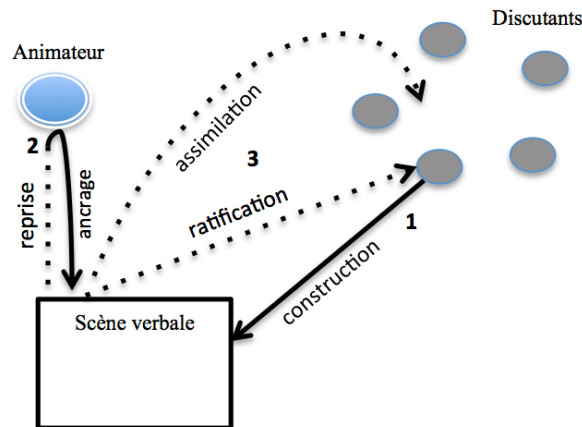 Discutants
Animateur
2
reprise
ancrage
assimilation
3
ratification
1
construction
Scène verbale